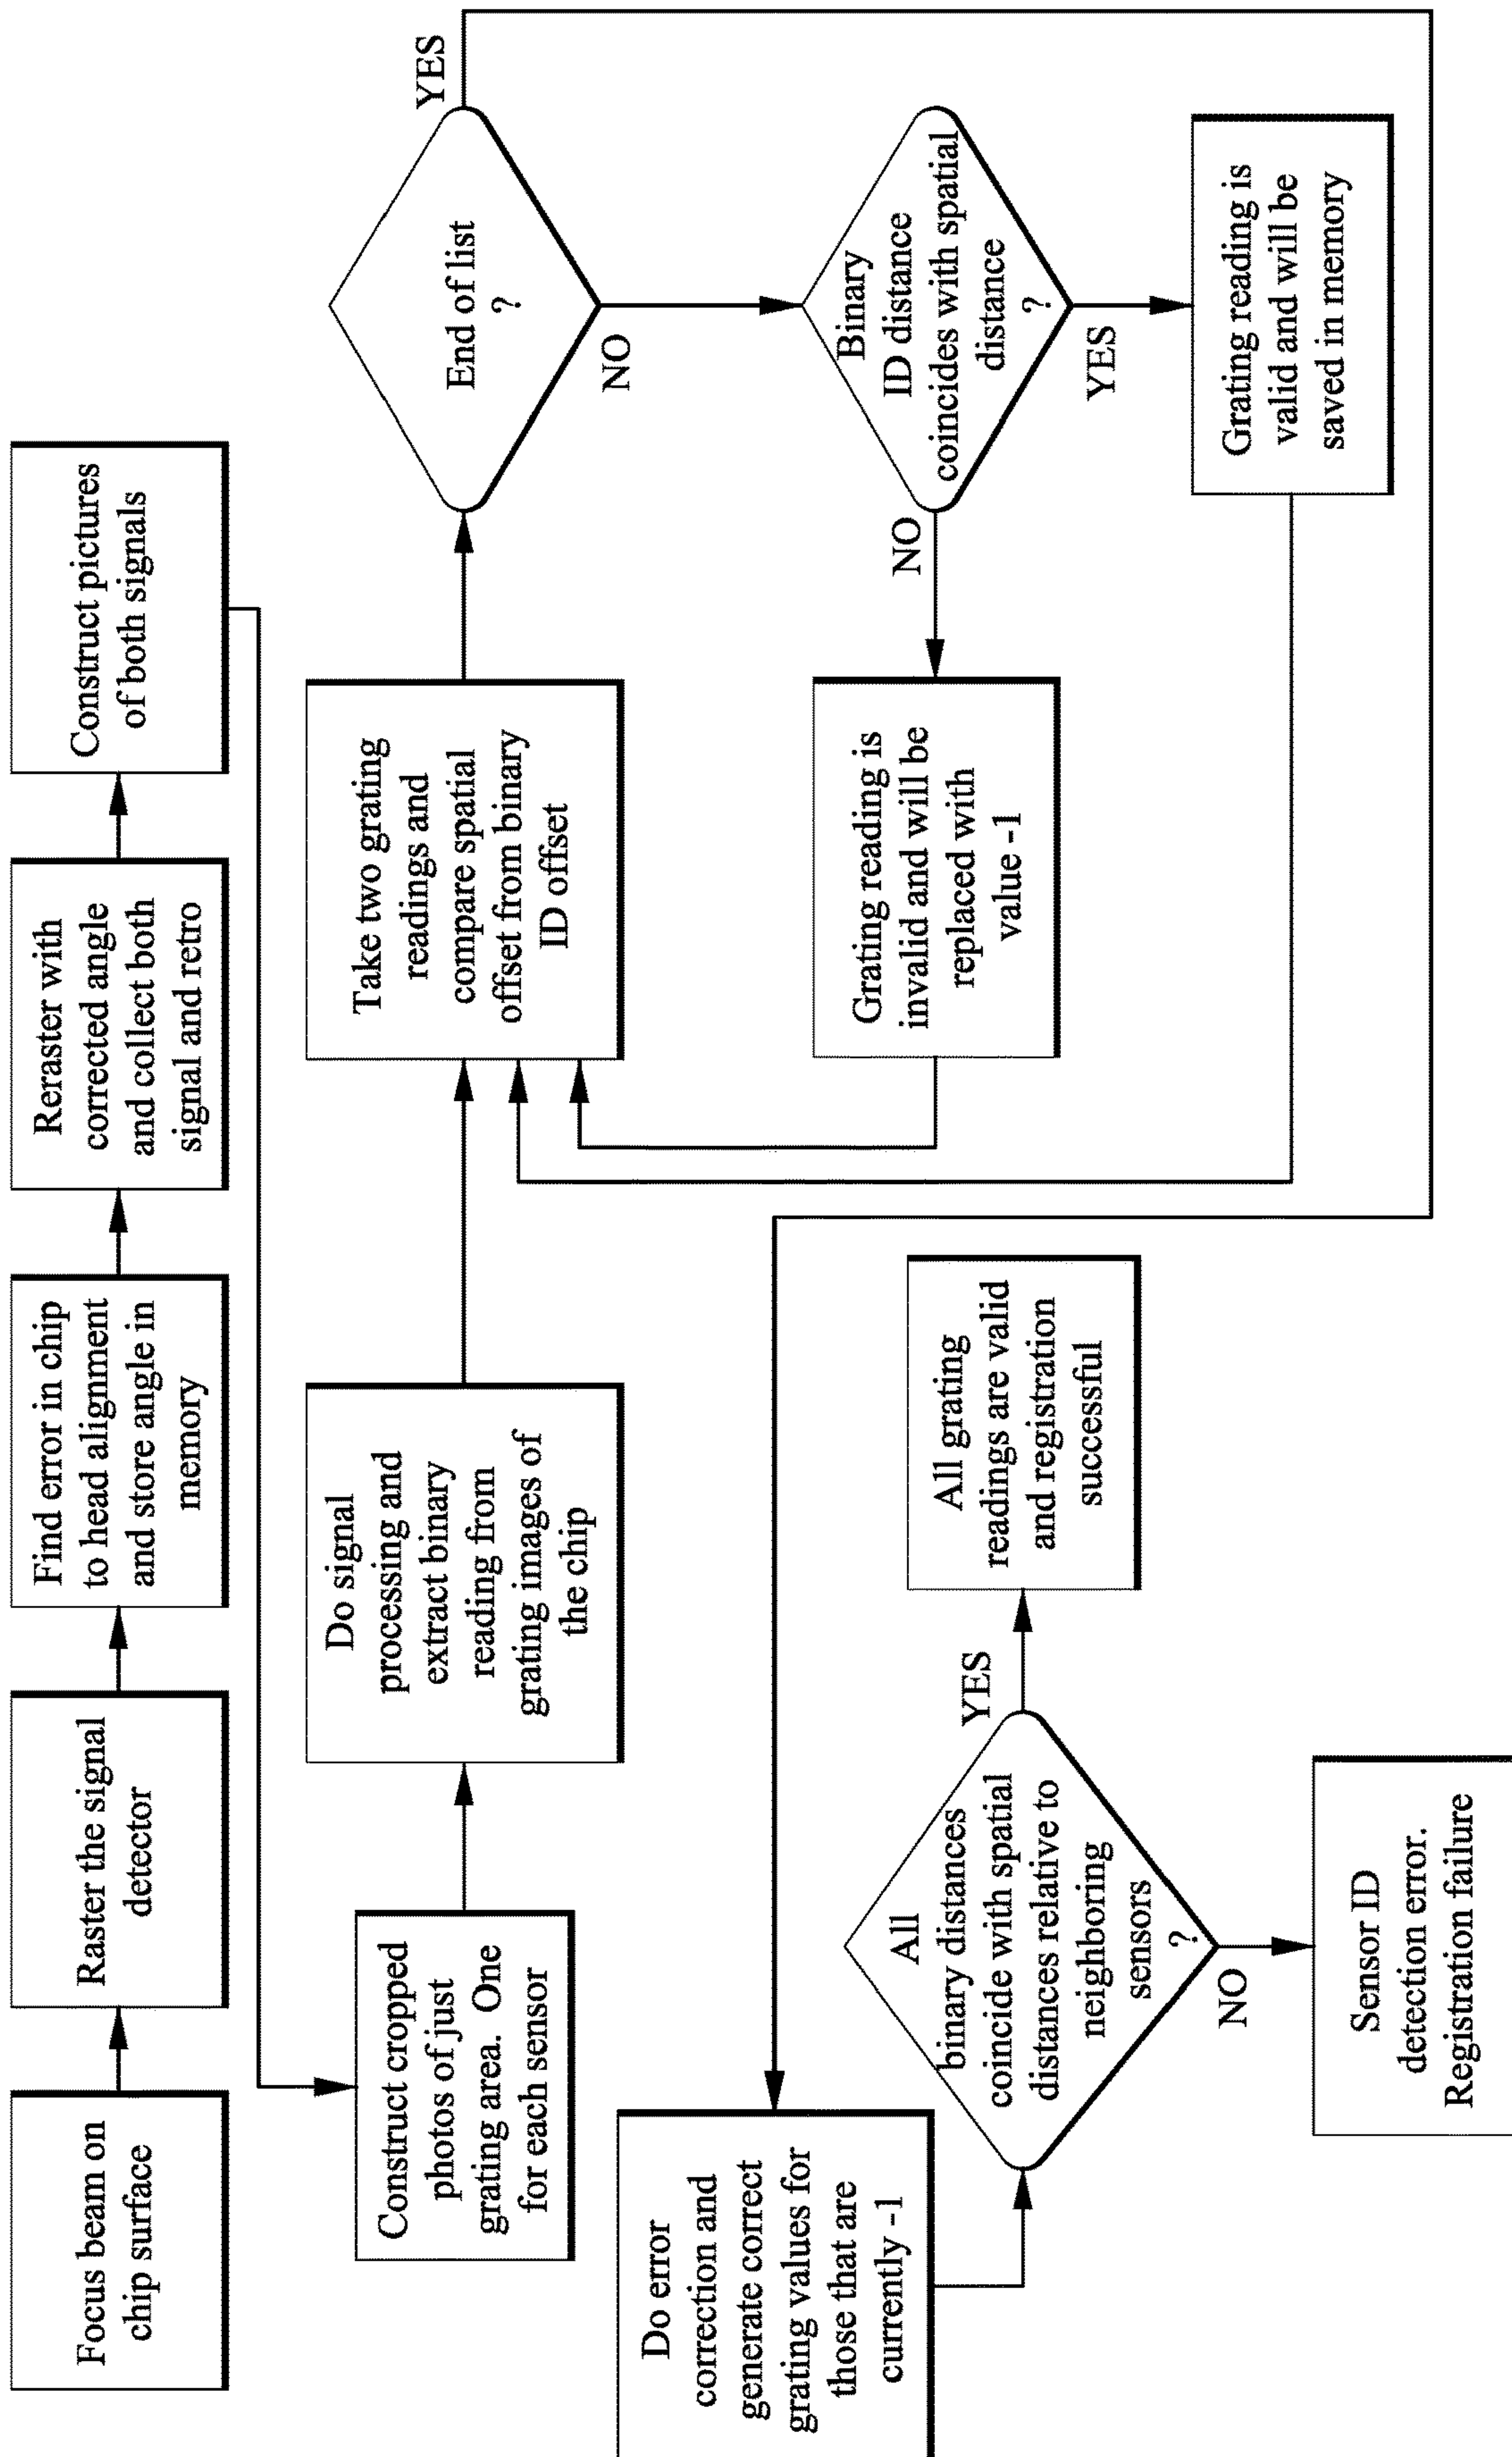 Focus beam on
chip surface
Raster the signal
detector
Find error in chip
to head alignment
and store angle in
memory
Reraster with
corrected angle
and collect both
signal and retro
Construct pictures
of both signals
Construct cropped
photos of just
grating area. One
for each sensor
Do signal
processing and
extract binary
reading from
grating images of
the chip
Take two grating
readings and
compare spatial
offset from binary
ID offset
End of list
?
YES
NO
Binary
ID distance
coincides with spatial
distance
?
NO
YES
Grating reading is
invalid and will be
replaced with
value -1
Grating reading is
valid and will be
saved in memory
Do error
correction and
generate correct
grating values for
those that are
currently -1
All
binary distances
coincide with spatial
distances relative to
neighboring
sensors
?
YES
NO
All grating
readings are valid
and registration
successful
Sensor ID
detection error.
Registration failure